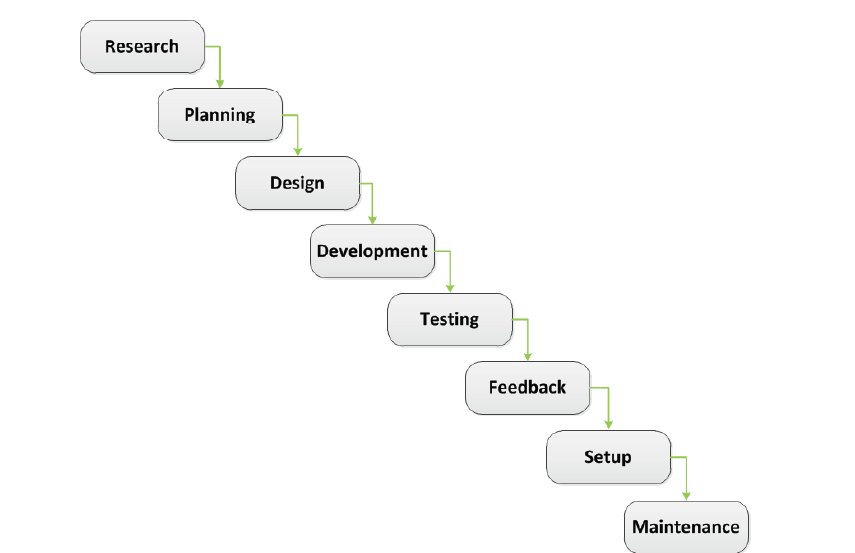 Research
Planning
Design
Development
Testing
Feedback
Setup
Maintenance